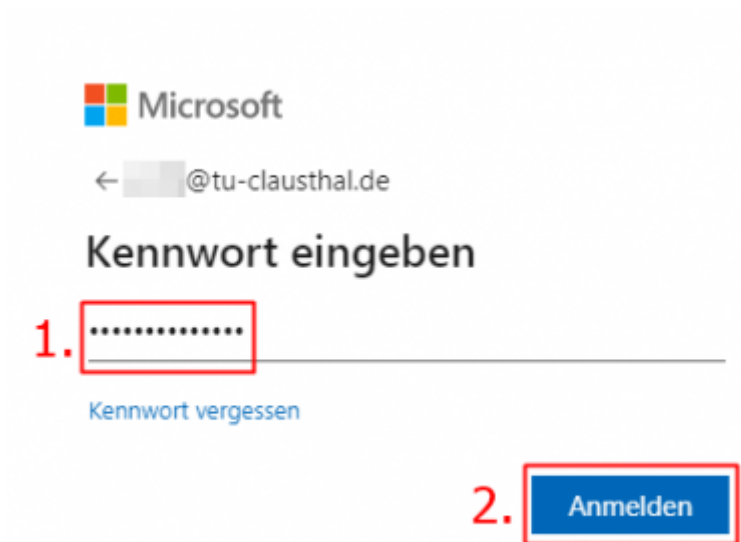 Microsoft
← @tu-clausthal.de
Kennwort eingeben
1. ••••••••••••••
Kennwort vergessen
2. Anmelden